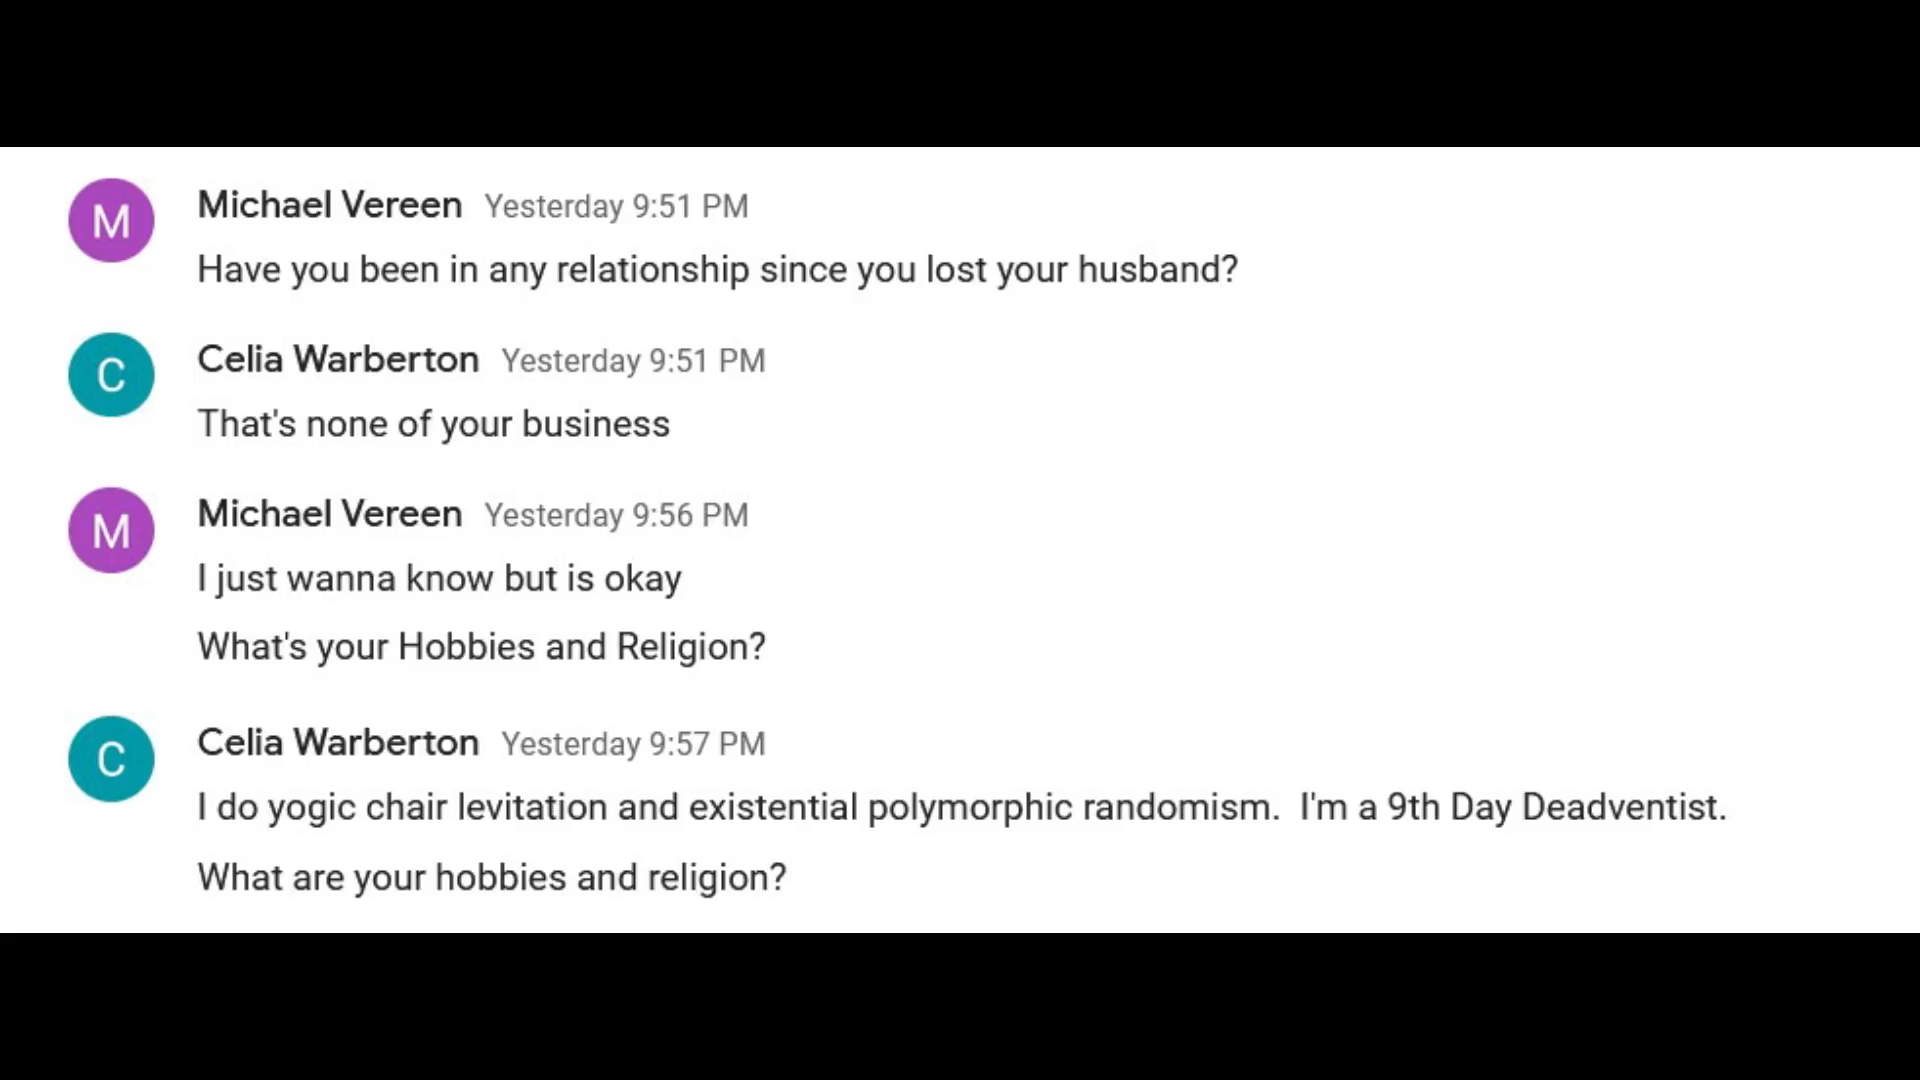 M
Michael Vereen Yesterday 9:51 PM
Have you been in any relationship since you lost your husband?
C
Celia Warberton Yesterday 9:51 PM
That's none of your business
M
Michael Vereen Yesterday 9:56 PM
I just wanna know but is okay
What's your Hobbies and Religion?
C
Celia Warberton Yesterday 9:57 PM
I do yogic chair levitation and existential polymorphic randomism.  I'm a 9th Day Deadventist.
What are your hobbies and religion?